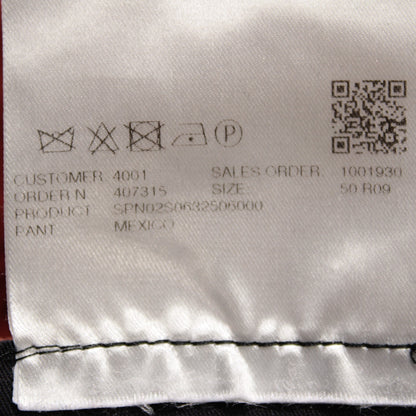 P
CUSTOMER: 4001 SALES ORDER: 1001930
ORDER N 407315 SIZE: 50 R09
PRODUCT SPN02S0632506000
PANT MEXICO